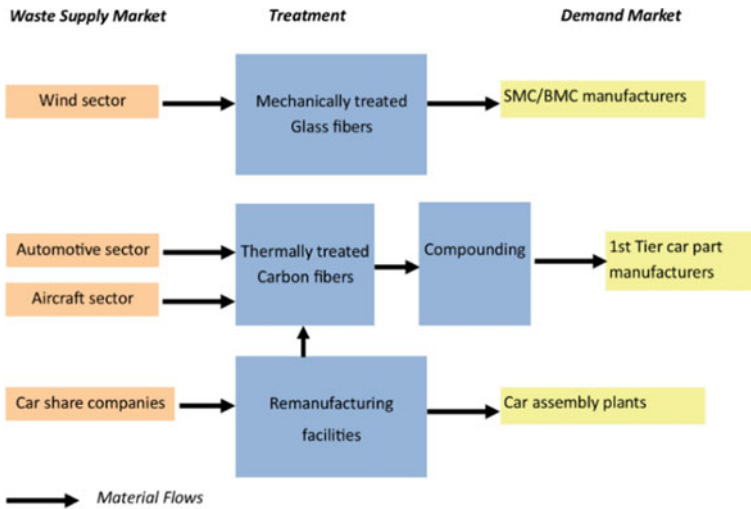 Waste Supply Market
Treatment
Demand Market
Wind sector
Mechanically treated
Glass fibers
SMC/BMC manufacturers
Automotive sector
Aircraft sector
Thermally treated
Carbon fibers
Compounding
1st Tier car part
manufacturers
Car share companies
Remanufacturing
facilities
Car assembly plants
Material Flows